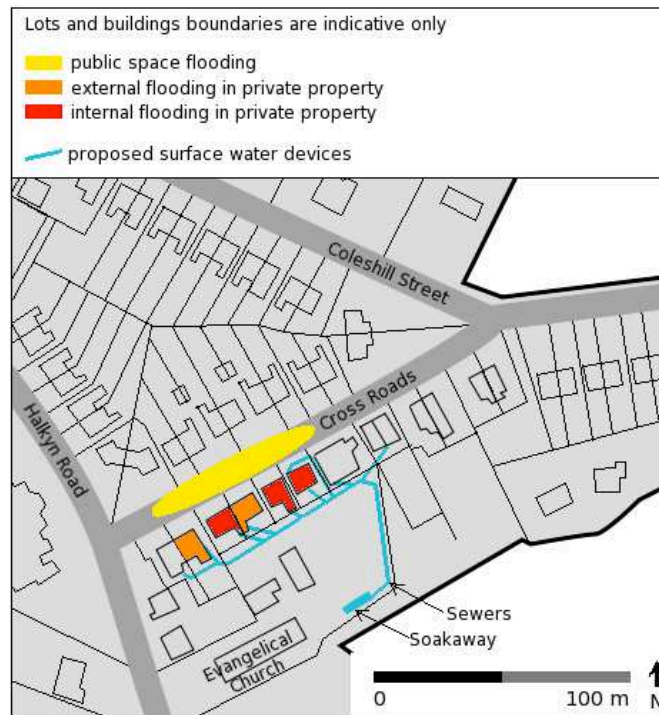 Lots and buildings boundaries are indicative only
public space flooding
external flooding in private property
internal flooding in private property
proposed surface water devices
Coleshill Street
Cross Roads
Halkyn Road
Sewers
Soakaway
Evangelical
Church
0
100 m
N